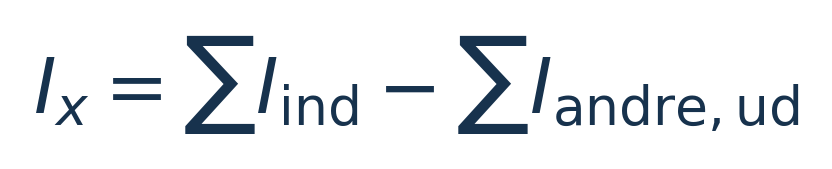 I_x = ∑I_ind − ∑I_andre, ud